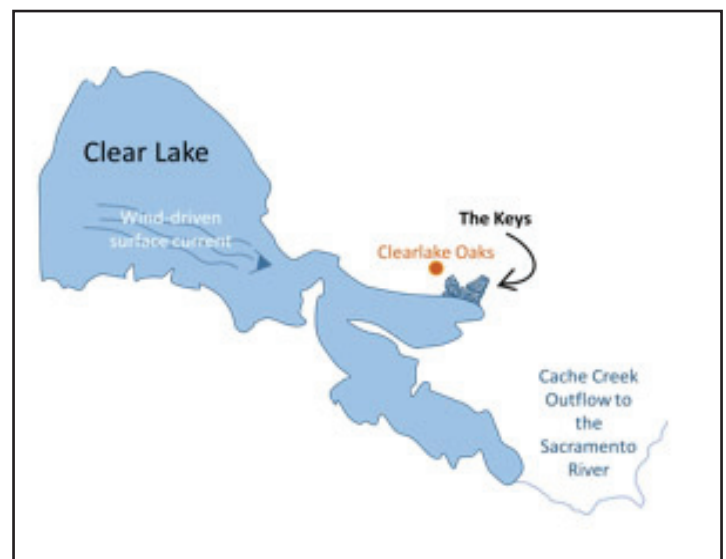 Clear Lake
Wind-driven
surface current
The Keys
Clearlake Oaks
Cache Creek
Outflow to
the
Sacramento
River